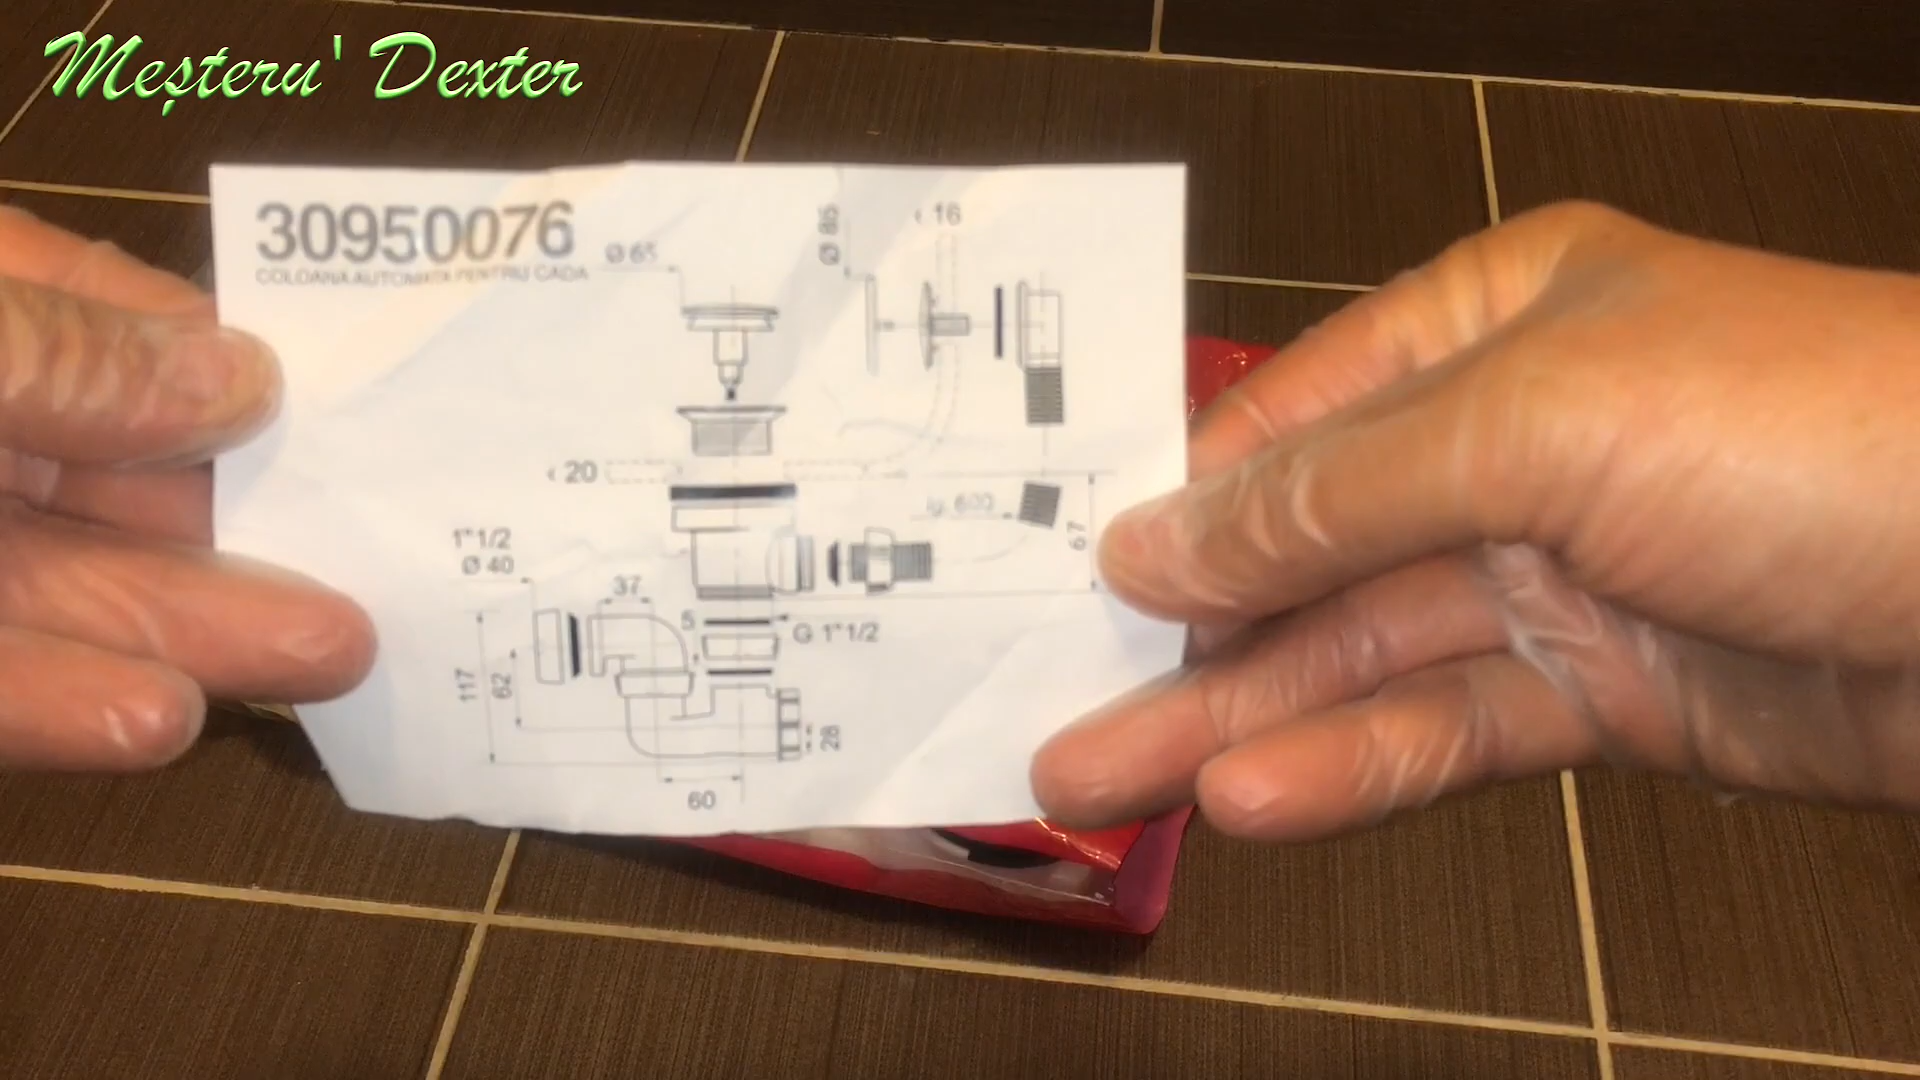 Meșteru' Dexter
30950076
COLOANA AUTOMATA PENTRU CADA
Ø 65
Ø 85
‹ 16
‹ 20
lg. 600
67
1"1/2
Ø 40
37
5
G 1"1/2
117
62
28
60